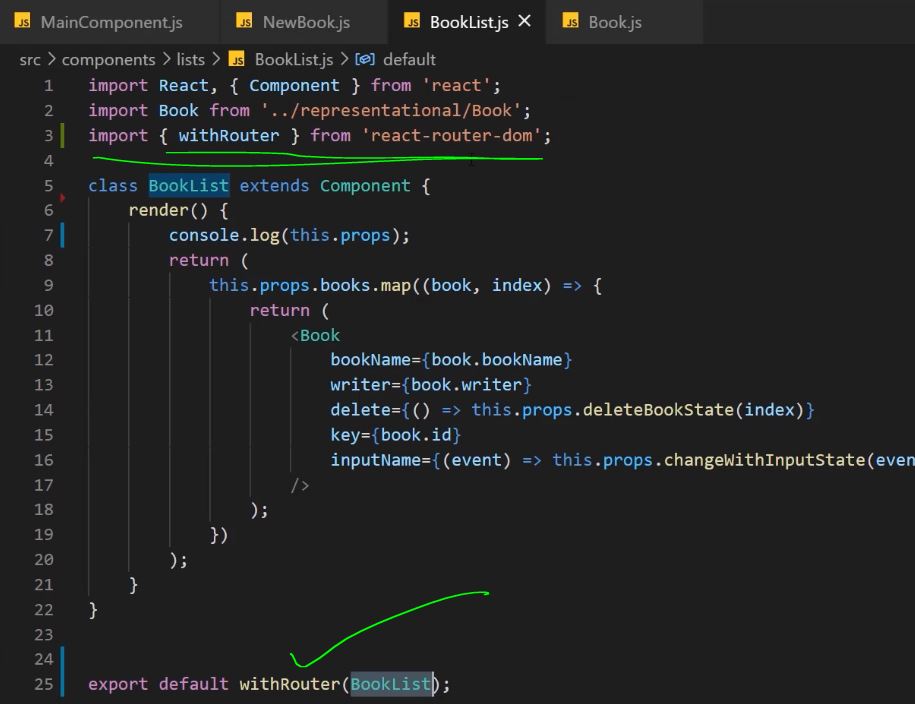 JS MainComponent.js JS NewBook.js JS BookList.js × JS Book.js
src > components > lists > JS BookList.js > default
1 import React, { Component } from 'react';
2 import Book from '../representational/Book';
3 import { withRouter } from 'react-router-dom';
4
5 class BookList extends Component {
6 render() {
7 console.log(this.props);
8 return (
9 this.props.books.map((book, index) => {
10 return (
11 <Book
12 bookName={book.bookName}
13 writer={book.writer}
14 delete={() => this.props.deleteBookState(index)}
15 key={book.id}
16 inputName={(event) => this.props.changeWithInputState(even
17 />
18 );
19 })
20 );
21 }
22 }
23
24
25 export default withRouter(BookList);